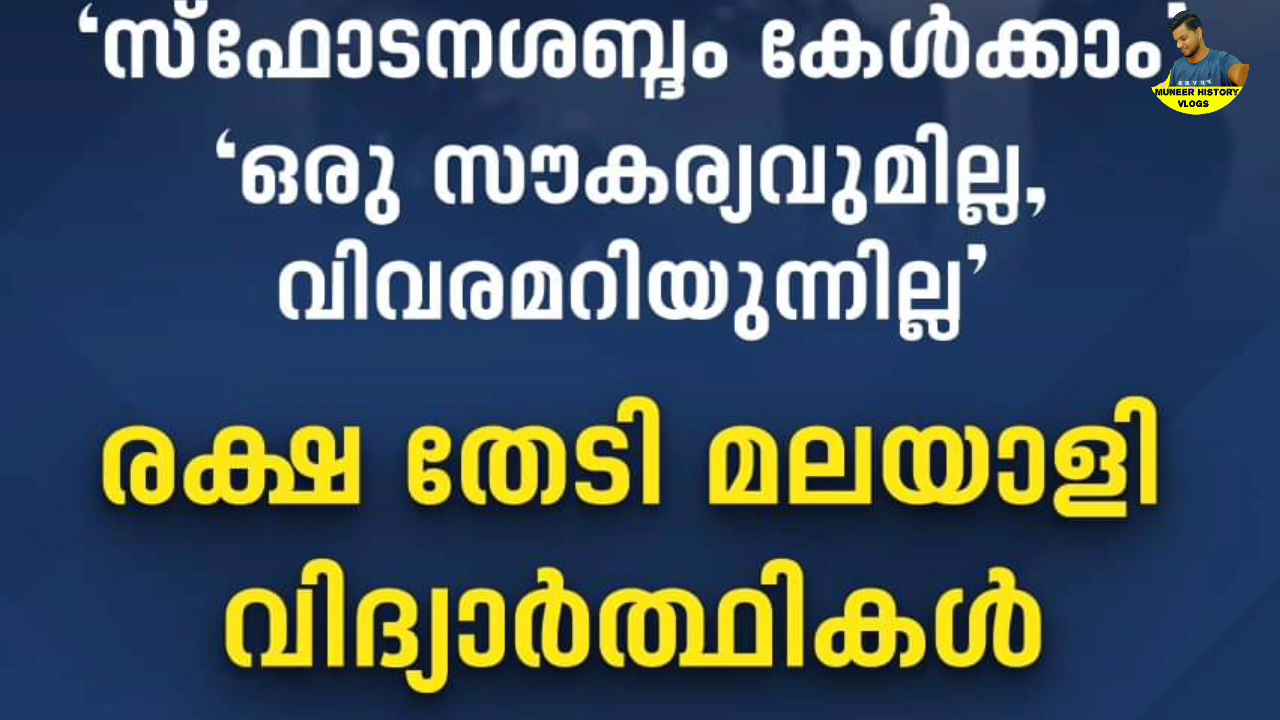 ‘സ്ഫോടനശബ്ദം കേൾക്കാം’
MUNEER HISTORY
VLOGS
‘ഒരു സൗകര്യവുമില്ല,
വിവരമറിയുന്നില്ല’
രക്ഷ തേടി മലയാളി
വിദ്യാർത്ഥികൾ